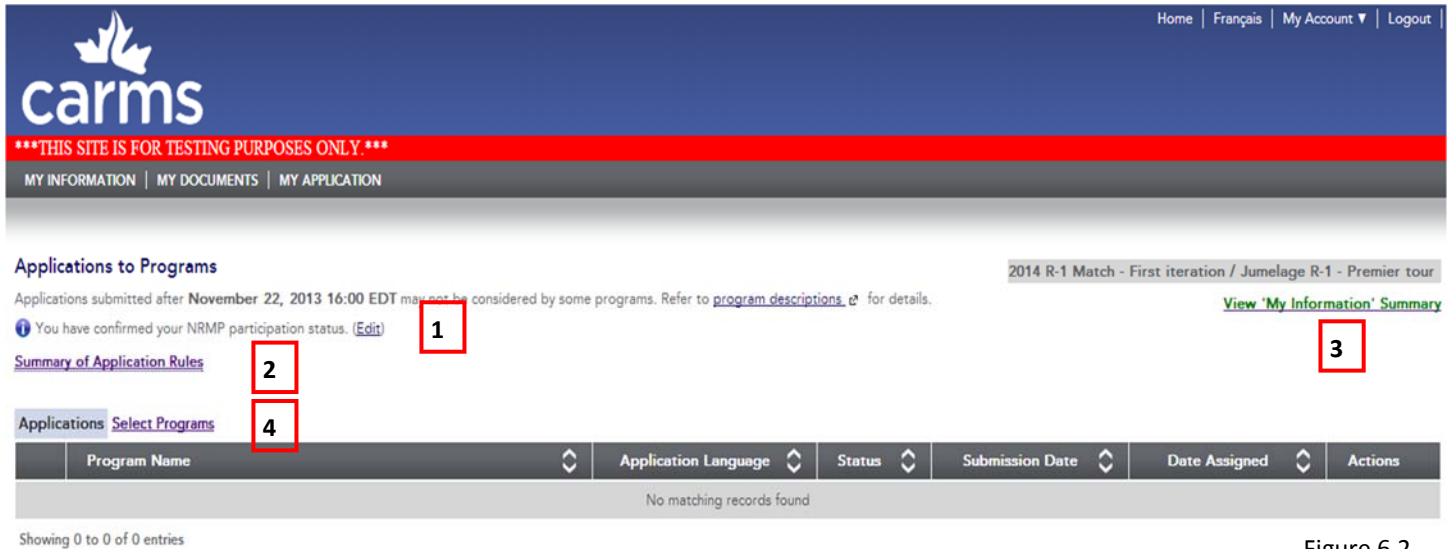 Home | Français | My Account ▼ | Logout |
carms
***THIS SITE IS FOR TESTING PURPOSES ONLY.***
MY INFORMATION | MY DOCUMENTS | MY APPLICATION
Applications to Programs
2014 R-1 Match - First iteration / Jumelage R-1 - Premier tour
Applications submitted after November 22, 2013 16:00 EDT may not be considered by some programs. Refer to program descriptions for details.
View 'My Information' Summary
You have confirmed your NRMP participation status. (Edit)
1
3
Summary of Application Rules
2
Applications Select Programs
4
Program Name Application Language Status Submission Date Date Assigned Actions
No matching records found
Showing 0 to 0 of 0 entries
Figure 6.2